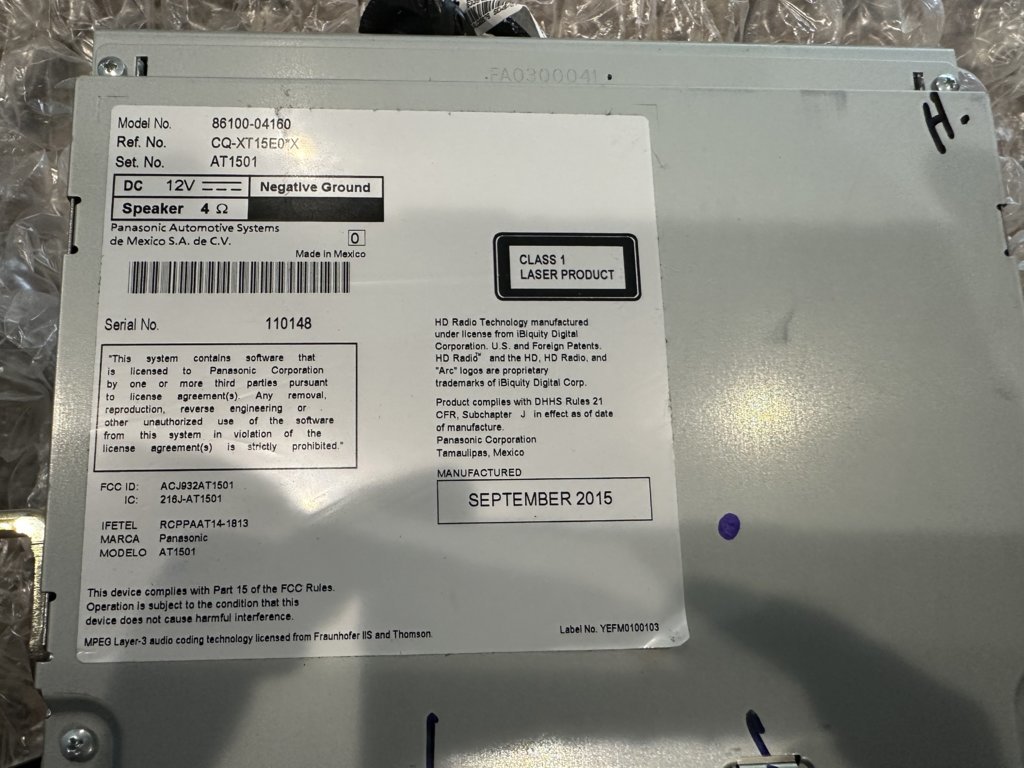 FA0300041
H.
Model No. 86100-04160
Ref. No. CQ-XT15E0*X
Set. No. AT1501
DC 12V Negative Ground
Speaker 4 Ω
Panasonic Automotive Systems
de Mexico S.A. de C.V. 0
Made in Mexico
CLASS 1
LASER PRODUCT
Serial No. 110148
"This system contains software that
is licensed to Panasonic Corporation
by one or more third parties pursuant
to license agreement(s). Any removal,
reproduction, reverse engineering or
other unauthorized use of the software
from this system in violation of the
license agreement(s) is strictly prohibited."
HD Radio Technology manufactured
under license from iBiquity Digital
Corporation. U.S. and Foreign Patents.
HD Radio™ and the HD, HD Radio, and
"Arc" logos are proprietary
trademarks of iBiquity Digital Corp.
Product complies with DHHS Rules 21
CFR, Subchapter J in effect as of date
of manufacture.
Panasonic Corporation
Tamaulipas, Mexico
MANUFACTURED
SEPTEMBER 2015
FCC ID: ACJ932AT1501
IC: 216J-AT1501
IFETEL RCPPAAT14-1813
MARCA Panasonic
MODELO AT1501
This device complies with Part 15 of the FCC Rules.
Operation is subject to the condition that this
device does not cause harmful interference.
MPEG Layer-3 audio coding technology licensed from Fraunhofer IIS and Thomson.
Label No. YEFM0100103